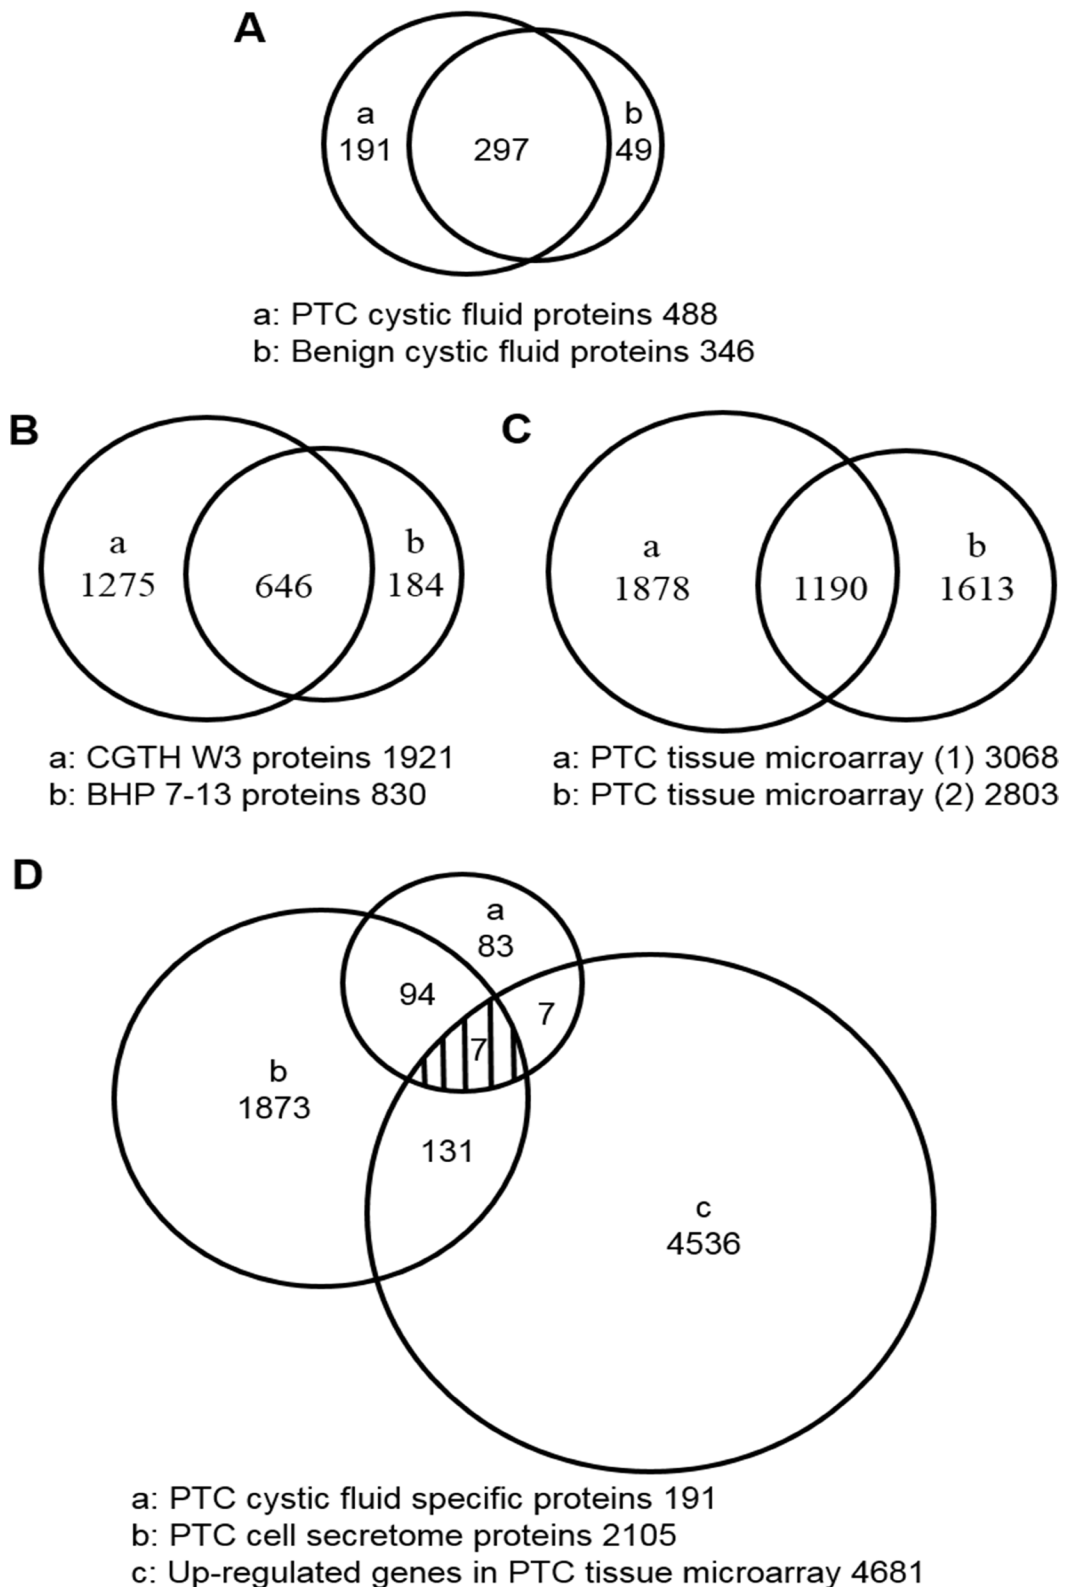 A
a
191
297
b
49
a: PTC cystic fluid proteins 488
b: Benign cystic fluid proteins 346
B
a
1275
646
b
184
a: CGTH W3 proteins 1921
b: BHP 7-13 proteins 830
C
a
1878
1190
b
1613
a: PTC tissue microarray (1) 3068
b: PTC tissue microarray (2) 2803
D
a
83
94
7
7
b
1873
131
c
4536
a: PTC cystic fluid specific proteins 191
b: PTC cell secretome proteins 2105
c: Up-regulated genes in PTC tissue microarray 4681